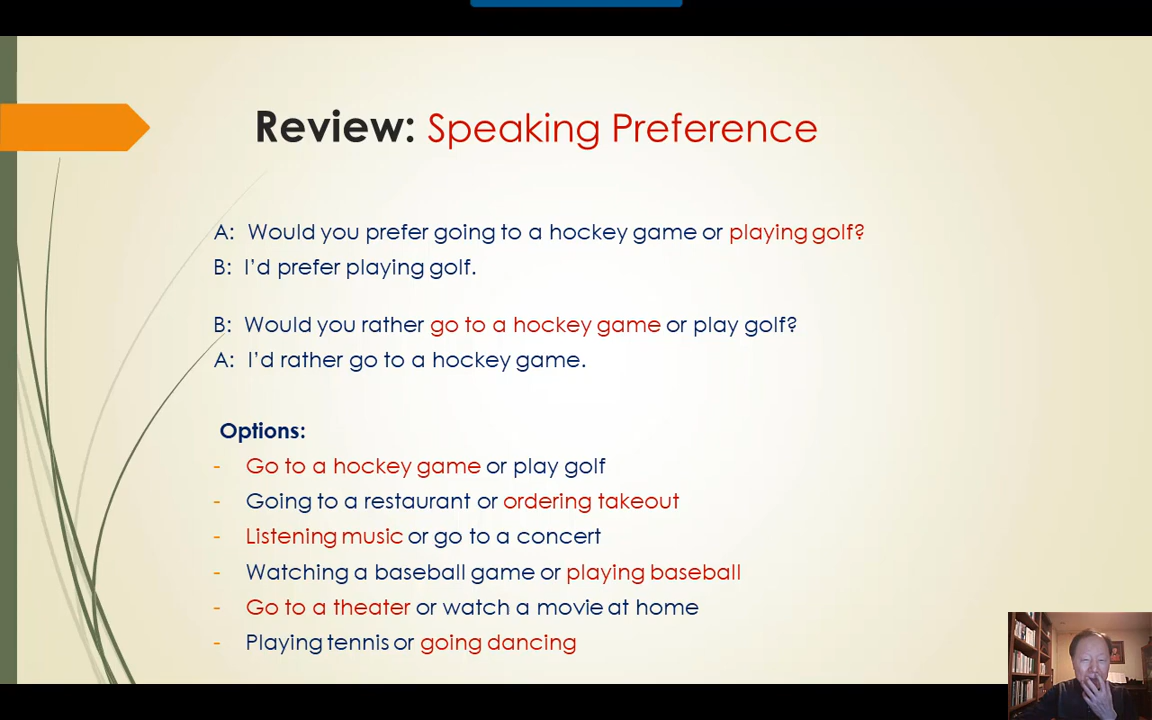 Review: Speaking Preference
A: Would you prefer going to a hockey game or playing golf?
B: I'd prefer playing golf.
B: Would you rather go to a hockey game or play golf?
A: I'd rather go to a hockey game.
Options:
- Go to a hockey game or play golf
- Going to a restaurant or ordering takeout
- Listening music or go to a concert
- Watching a baseball game or playing baseball
- Go to a theater or watch a movie at home
- Playing tennis or going dancing